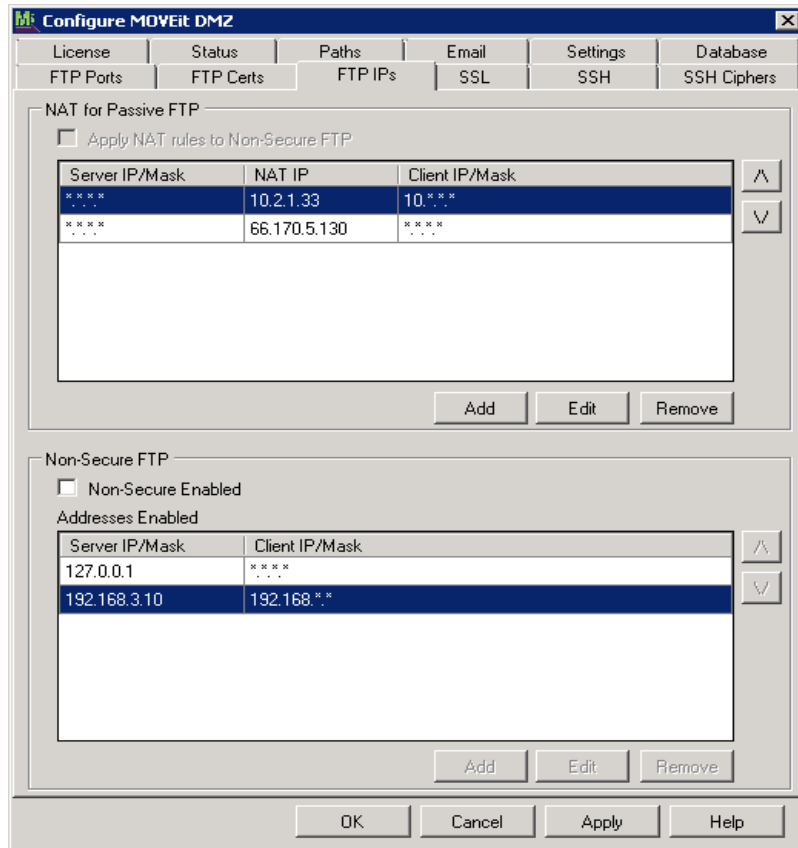 Configure MOVEit DMZ
License Status Paths Email Settings Database
FTP Ports FTP Certs FTP IPs SSL SSH SSH Ciphers
NAT for Passive FTP
Apply NAT rules to Non-Secure FTP
Server IP/Mask NAT IP Client IP/Mask
*.*.*.* 10.2.1.33 10.*.*.*
*.*.*.* 66.170.5.130 *.*.*.*
Add Edit Remove
Non-Secure FTP
Non-Secure Enabled
Addresses Enabled
Server IP/Mask Client IP/Mask
127.0.0.1 *.*.*.*
192.168.3.10 192.168.*.*
Add Edit Remove
OK Cancel Apply Help